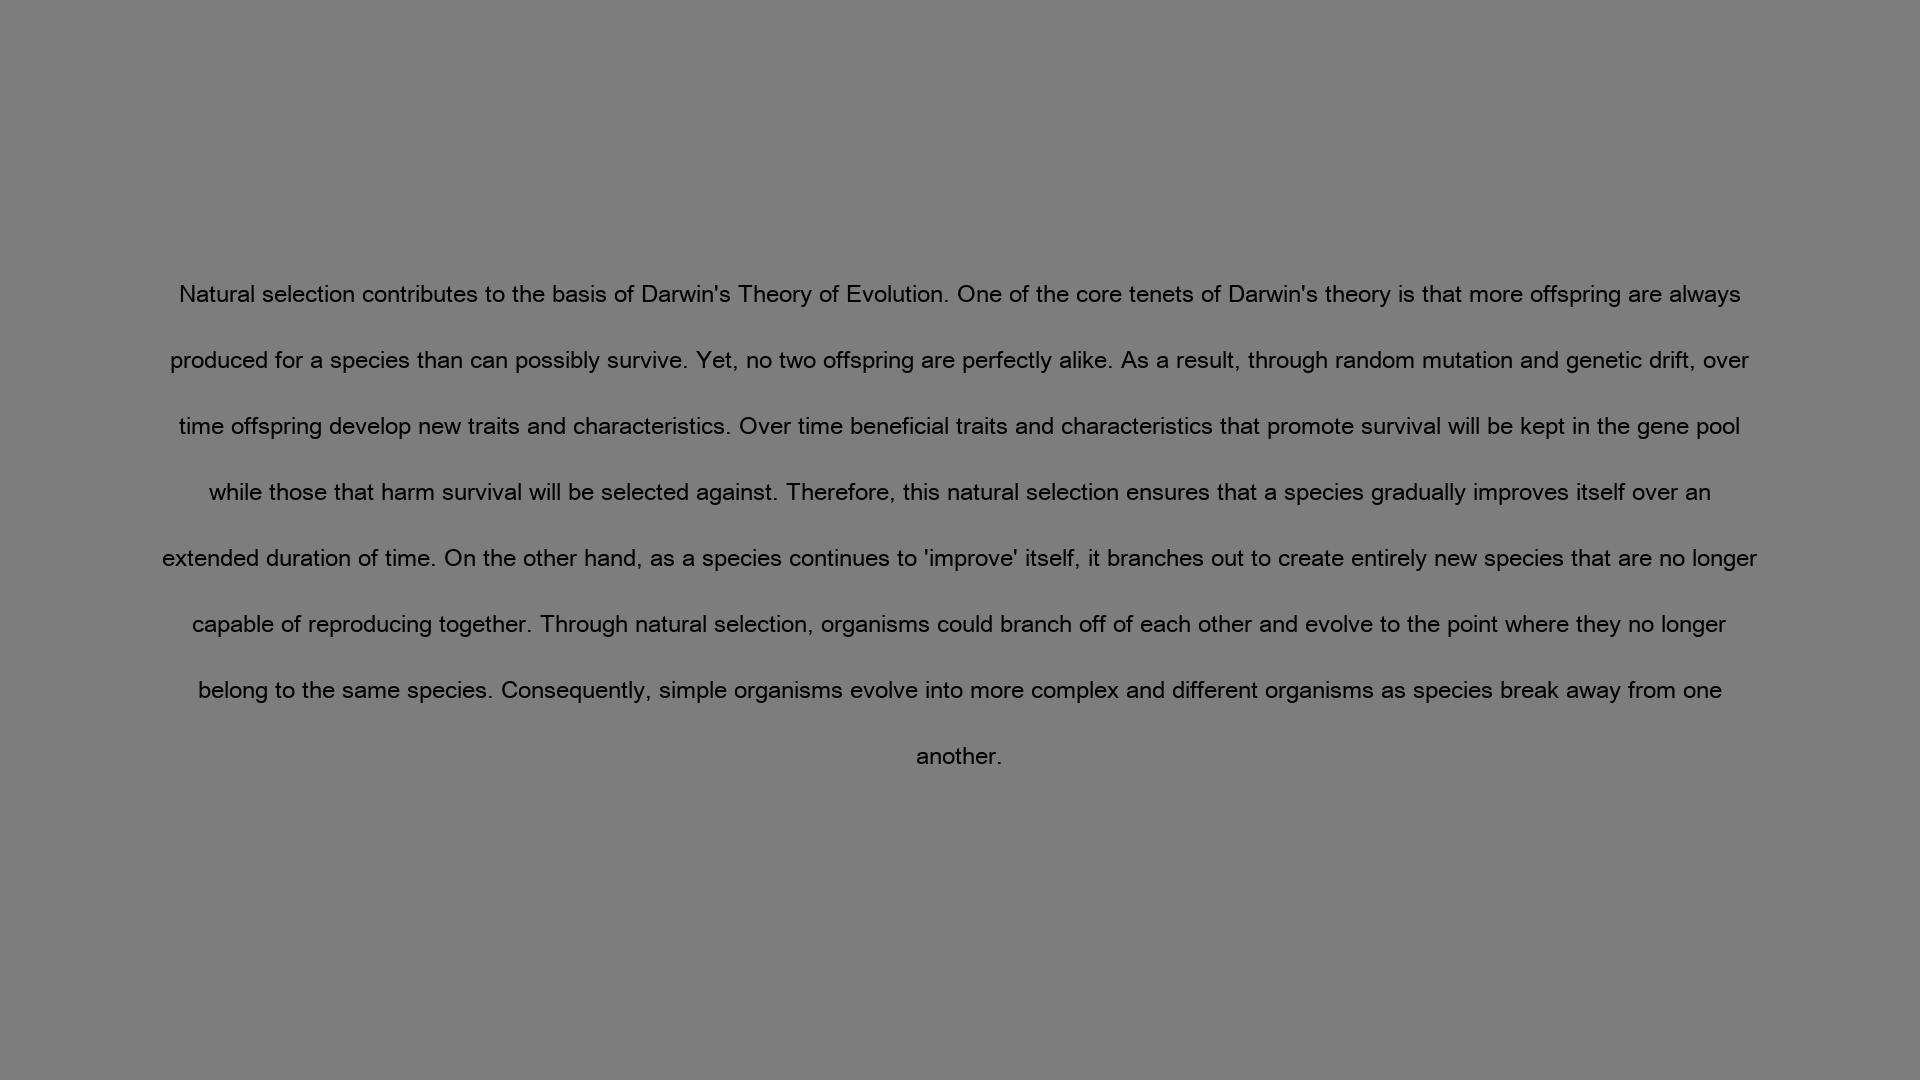 Natural selection contributes to the basis of Darwin's Theory of Evolution. One of the core tenets of Darwin's theory is that more offspring are always
produced for a species than can possibly survive. Yet, no two offspring are perfectly alike. As a result, through random mutation and genetic drift, over
time offspring develop new traits and characteristics. Over time beneficial traits and characteristics that promote survival will be kept in the gene pool
while those that harm survival will be selected against. Therefore, this natural selection ensures that a species gradually improves itself over an
extended duration of time. On the other hand, as a species continues to 'improve' itself, it branches out to create entirely new species that are no longer
capable of reproducing together. Through natural selection, organisms could branch off of each other and evolve to the point where they no longer
belong to the same species. Consequently, simple organisms evolve into more complex and different organisms as species break away from one
another.